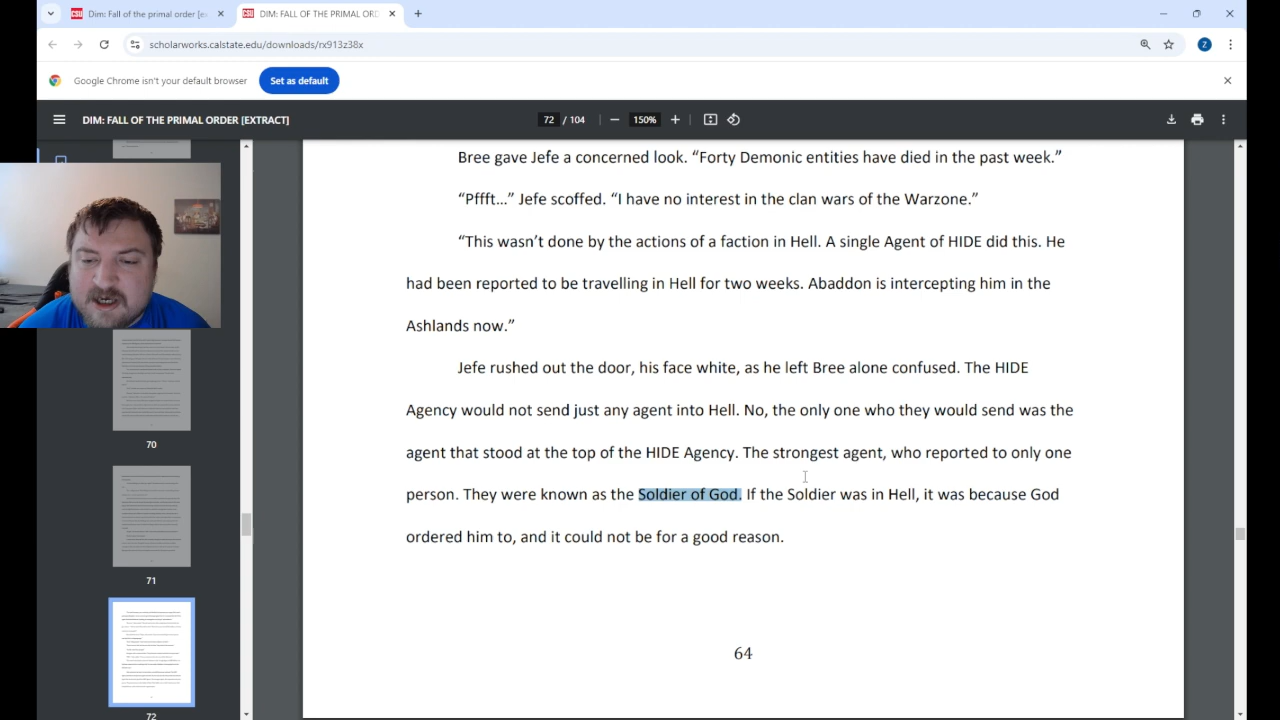 DIM: Fall of the primal order [ex
DIM: FALL OF THE PRIMAL ORD
scholarworks.calstate.edu/downloads/rx913z38x
Z
Google Chrome isn't your default browser
Set as default
DIM: FALL OF THE PRIMAL ORDER [EXTRACT]
72 / 104
150%
Bree gave Jefe a concerned look. “Forty Demonic entities have died in the past week.”
“Pffft…” Jefe scoffed. “I have no interest in the clan wars of the Warzone.”
“This wasn’t done by the actions of a faction in Hell. A single Agent of HIDE did this. He
had been reported to be travelling in Hell for two weeks. Abaddon is intercepting him in the
Ashlands now.”
Jefe rushed out the door, his face white, as he left Bree alone confused. The HIDE
Agency would not send just any agent into Hell. No, the only one who they would send was the
agent that stood at the top of the HIDE Agency. The strongest agent, who reported to only one
person. They were known as the Soldier of God. If the Soldier was in Hell, it was because God
ordered him to, and it could not be for a good reason.
64
70
71
72